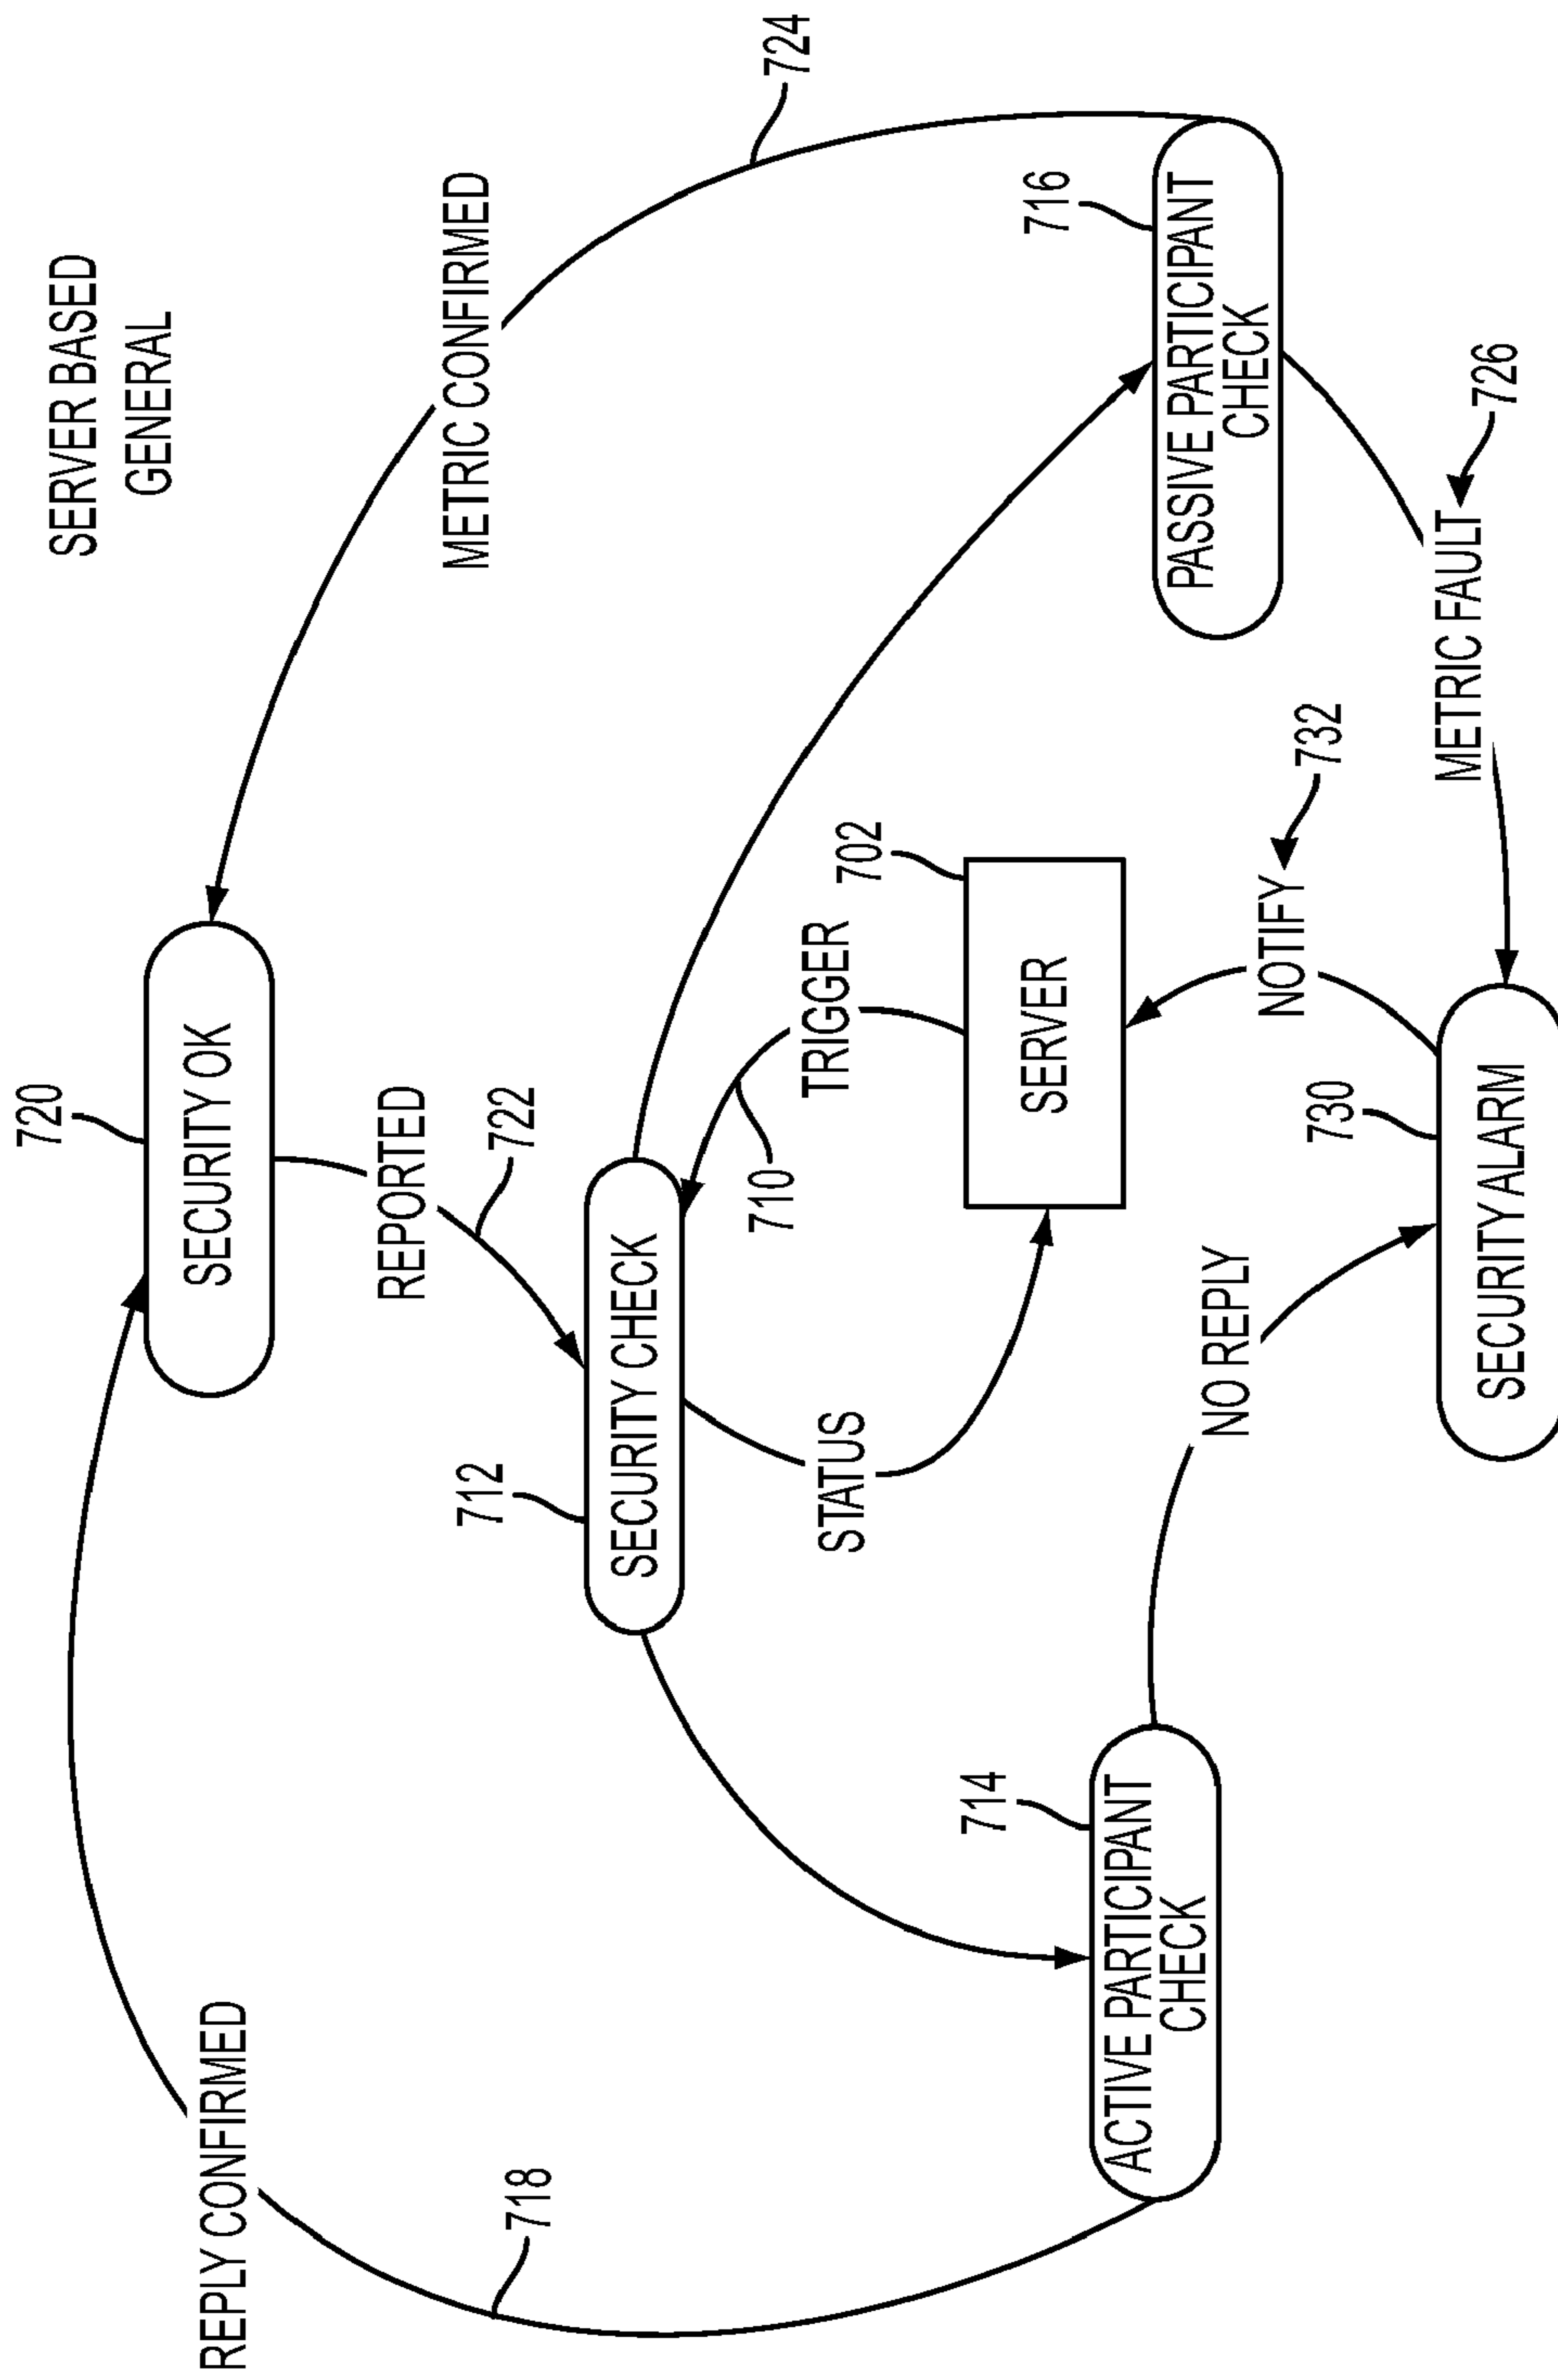 SERVER BASED
GENERAL
720
SECURITY OK
REPLY CONFIRMED
718
REPORTED
722
METRIC CONFIRMED
724
712
SECURITY CHECK
710
TRIGGER
STATUS
702
SERVER
714
ACTIVE PARTICIPANT
CHECK
716
PASSIVE PARTICIPANT
CHECK
NO REPLY
NOTIFY
732
METRIC FAULT
726
730
SECURITY ALARM